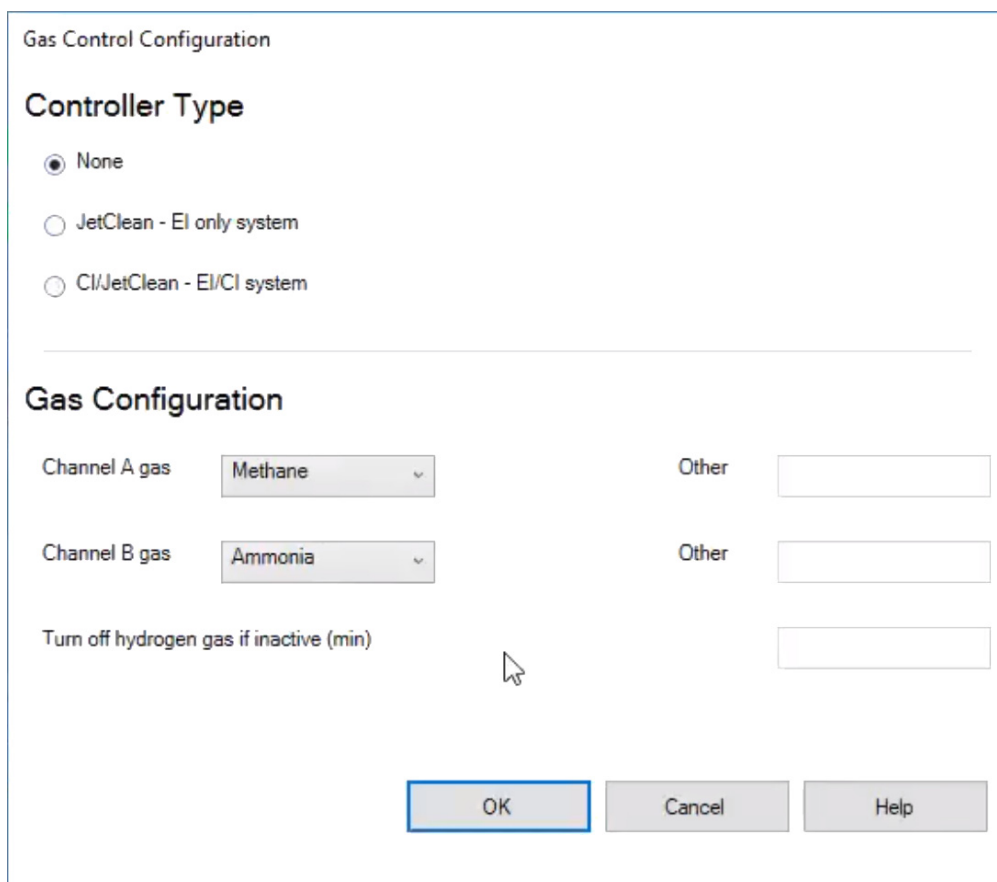 Gas Control Configuration
Controller Type
None
JetClean - EI only system
CI/JetClean - EI/CI system
Gas Configuration
Channel A gas Methane Other
Channel B gas Ammonia Other
Turn off hydrogen gas if inactive (min)
OK Cancel Help